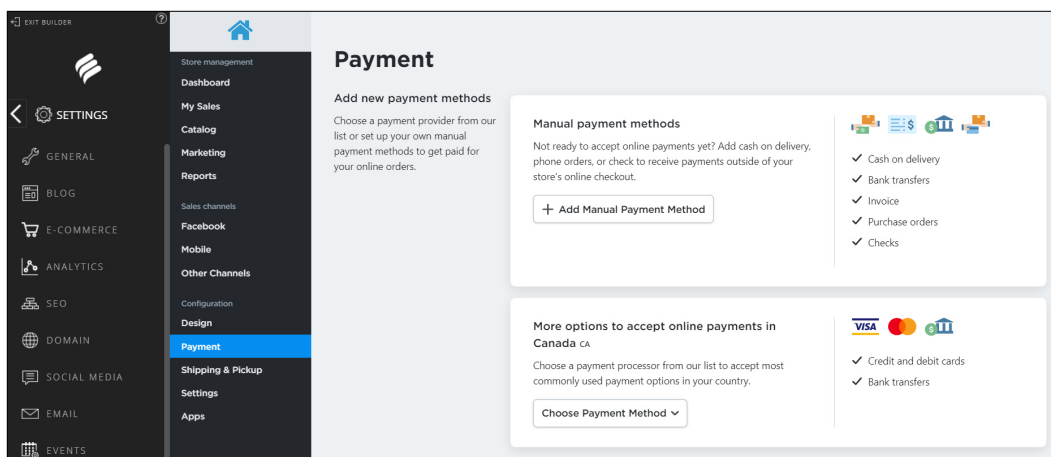 EXIT BUILDER
?
SETTINGS
GENERAL
BLOG
E-COMMERCE
ANALYTICS
SEO
DOMAIN
SOCIAL MEDIA
EMAIL
EVENTS
Store management
Dashboard
My Sales
Catalog
Marketing
Reports
Sales channels
Facebook
Mobile
Other Channels
Configuration
Design
Payment
Shipping & Pickup
Settings
Apps
Payment
Add new payment methods
Choose a payment provider from our
list or set up your own manual
payment methods to get paid for
your online orders.
Manual payment methods
Not ready to accept online payments yet? Add cash on delivery,
phone orders, or check to receive payments outside of your
store's online checkout.
+ Add Manual Payment Method
$ $
Cash on delivery
Bank transfers
Invoice
Purchase orders
Checks
More options to accept online payments in
Canada CA
Choose a payment processor from our list to accept most
commonly used payment options in your country.
Choose Payment Method
VISA $
Credit and debit cards
Bank transfers